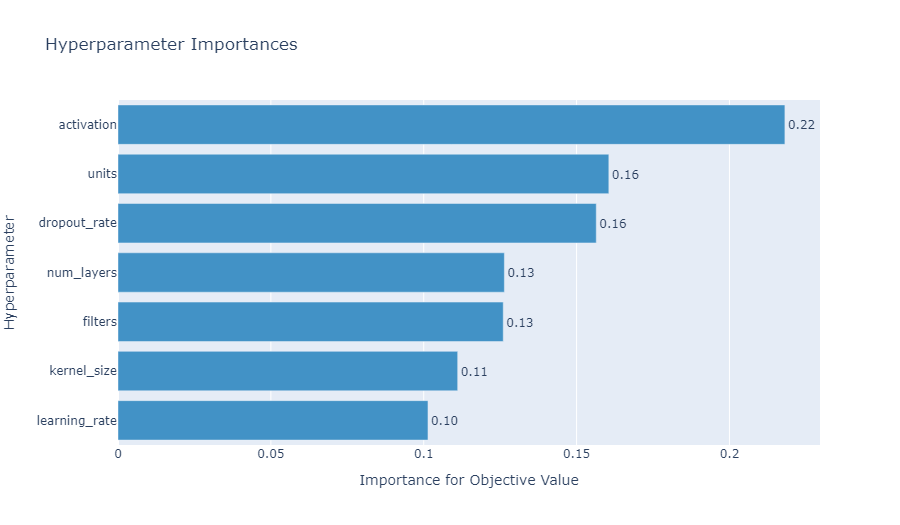 Hyperparameter Importances
Hyperparameter
activation 0.22
units 0.16
dropout_rate 0.16
num_layers 0.13
filters 0.13
kernel_size 0.11
learning_rate 0.10
0 0.05 0.1 0.15 0.2
Importance for Objective Value